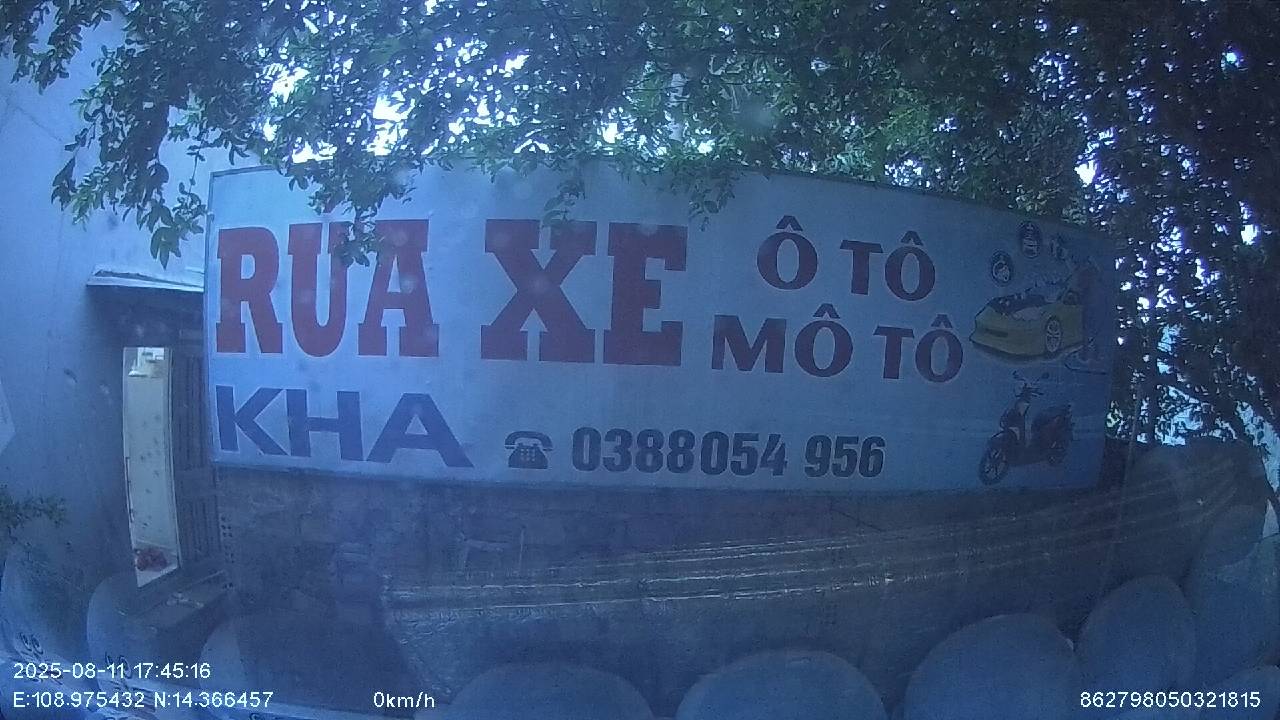 RUA XE
Ô TÔ
MÔ TÔ
KHA
0388054 956
2025-08-11 17:45:16
E:108.975432 N:14.366457
0km/h
862798050321815